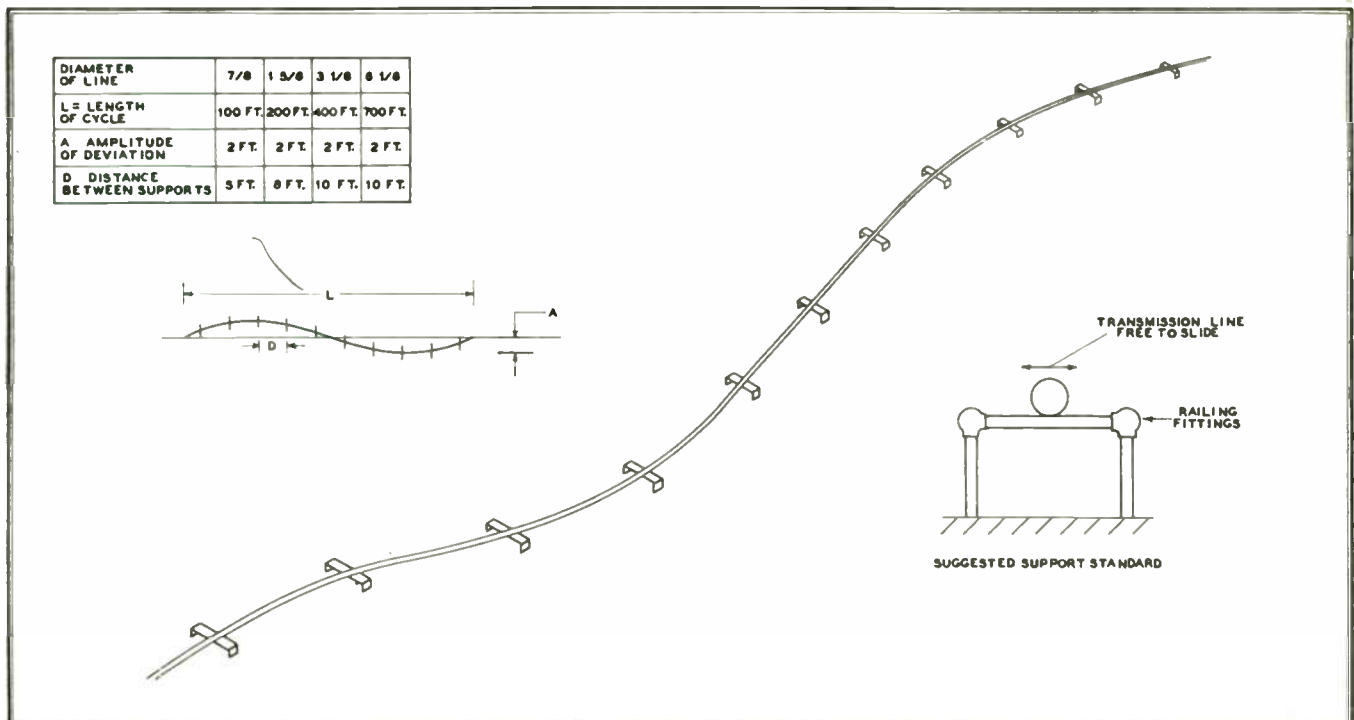 DIAMETER OF LINE 7/8 1 5/8 3 1/8 6 1/8
L = LENGTH OF CYCLE 100 FT. 200 FT. 400 FT. 700 FT.
A AMPLITUDE OF DEVIATION 2 FT. 2 FT. 2 FT. 2 FT.
D DISTANCE BETWEEN SUPPORTS 5 FT. 8 FT. 10 FT. 10 FT.
L
A
D
TRANSMISSION LINE
FREE TO SLIDE
RAILING
FITTINGS
SUGGESTED SUPPORT STANDARD